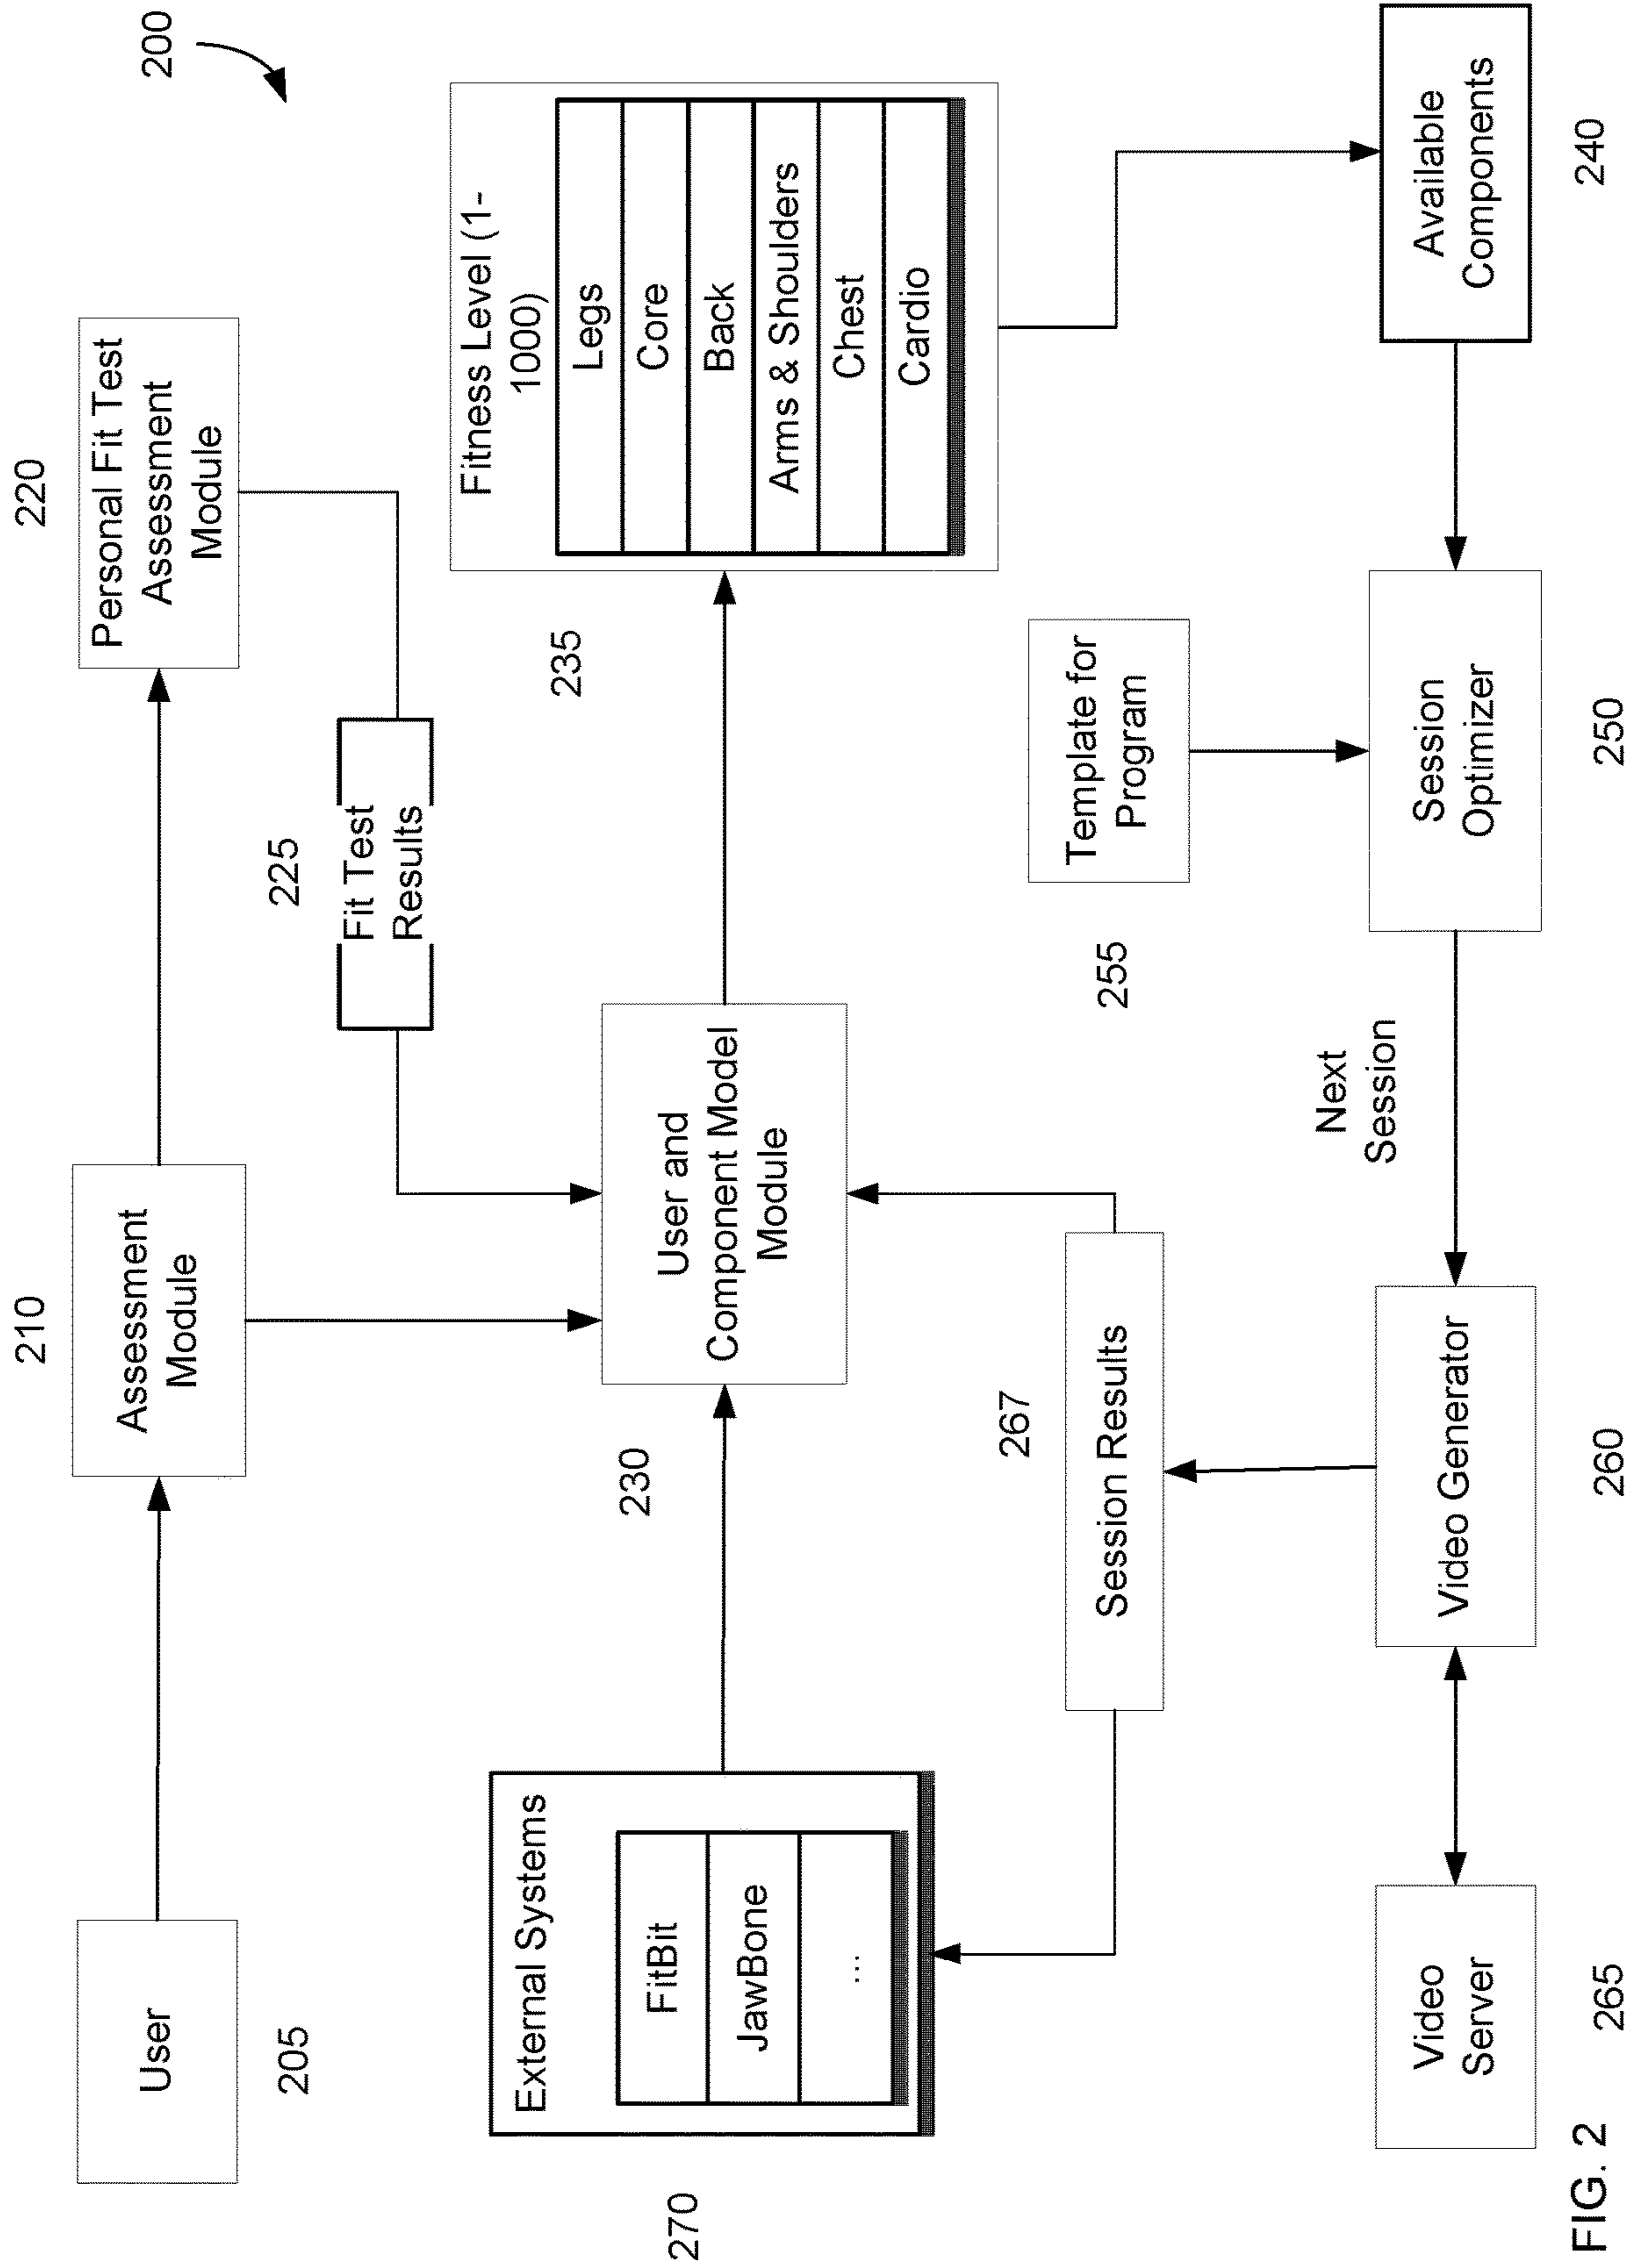 200
210
220
User
205
Assessment
Module
Personal Fit Test
Assessment
Module
225
Fit Test
Results
External Systems
FitBit
JawBone
...
270
230
User and
Component Model
Module
235
Fitness Level (1-
1000)
Legs
Core
Back
Arms & Shoulders
Chest
Cardio
267
Session Results
255
Template for
Program
Next
Session
Video
Server
265
Video Generator
260
Session
Optimizer
250
Available
Components
240
FIG. 2